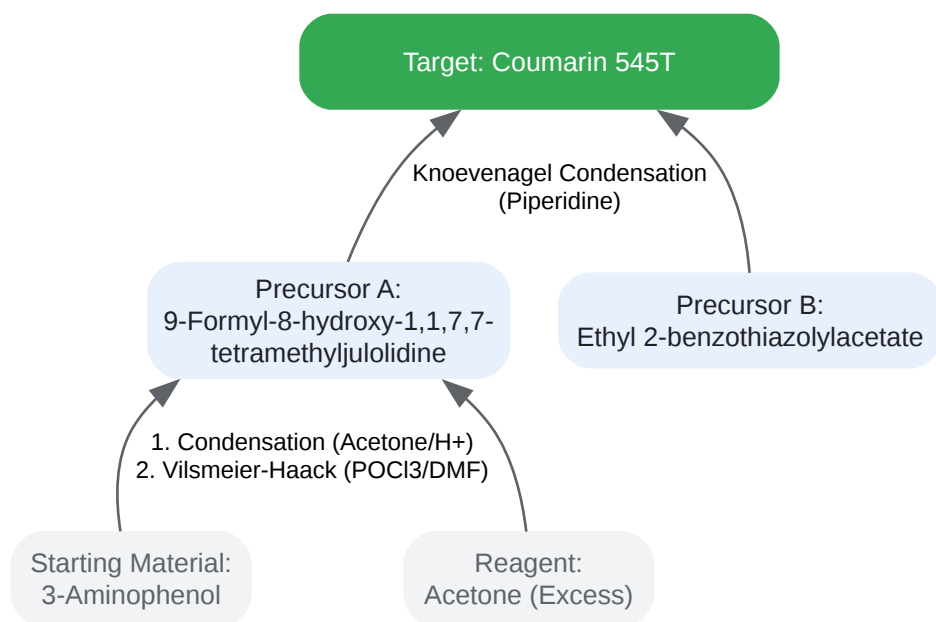 Target: Coumarin 545T
Knoevenagel Condensation
(Piperidine)
Precursor A:
9-Formyl-8-hydroxy-1,1,7,7-
tetramethyljulolidine
Precursor B:
Ethyl 2-benzothiazolylacetate
1. Condensation (Acetone/H+)
2. Vilsmeier-Haack (POCl3/DMF)
Starting Material:
3-Aminophenol
Reagent:
Acetone (Excess)